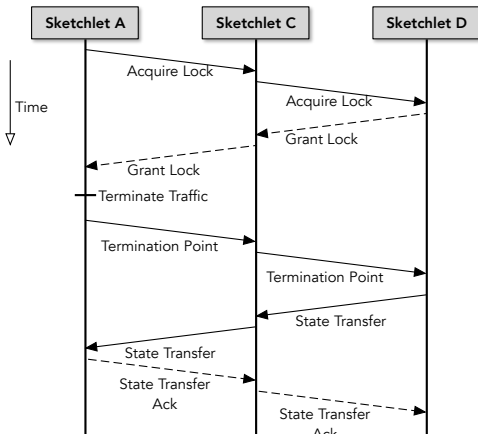 Sketchlet A
Sketchlet C
Sketchlet D
Time
Acquire Lock
Acquire Lock
Grant Lock
Grant Lock
Terminate Traffic
Termination Point
Termination Point
State Transfer
State Transfer
State Transfer
Ack
State Transfer
Ack